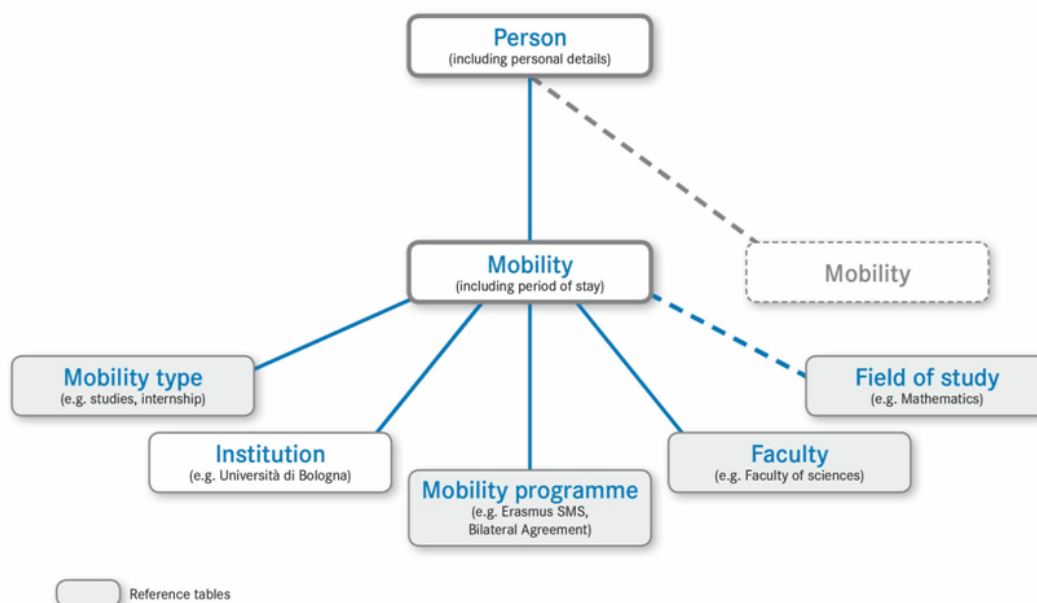 Person
(including personal details)
Mobility
(including period of stay)
Mobility
Mobility type
(e.g. studies, internship)
Field of study
(e.g. Mathematics)
Institution
(e.g. Università di Bologna)
Faculty
(e.g. Faculty of sciences)
Mobility programme
(e.g. Erasmus SMS,
Bilateral Agreement)
Reference tables